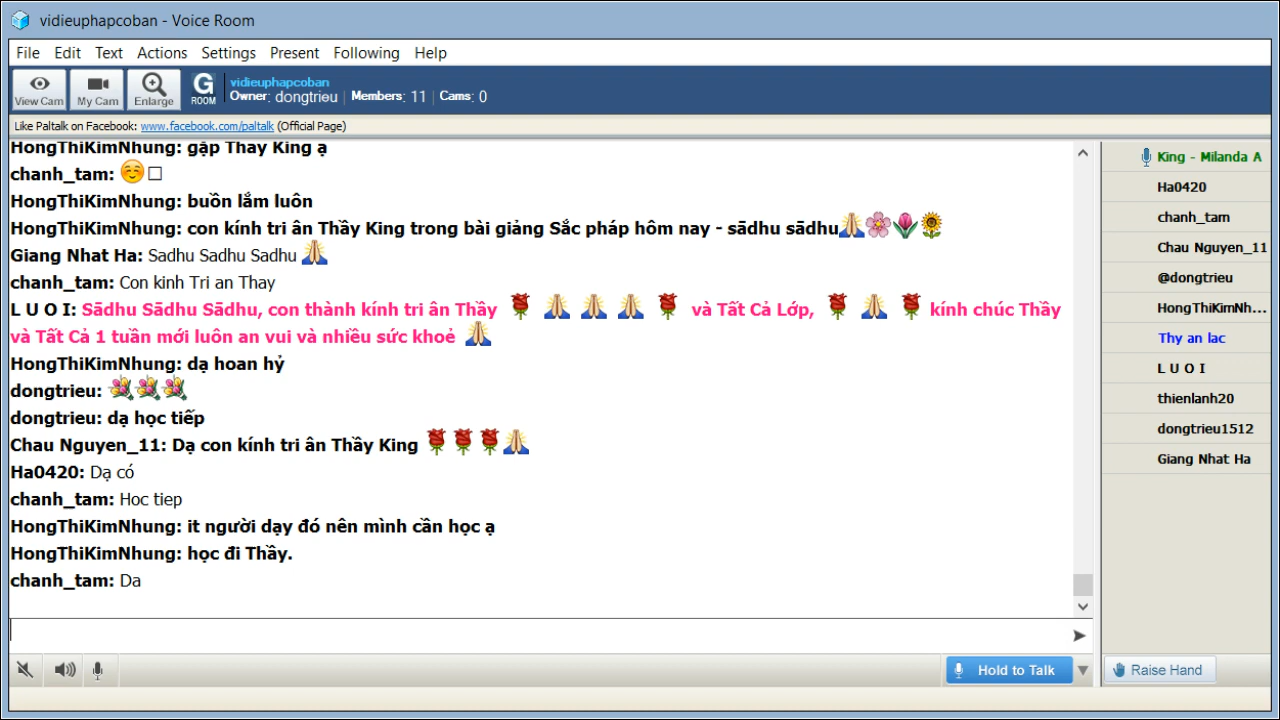 vidieuphapcoban - Voice Room
File Edit Text Actions Settings Present Following Help
View Cam
My Cam
Enlarge
G ROOM
vidieuphapcoban
Owner: dongtrieu | Members: 11 | Cams: 0
Like Paltalk on Facebook: www.facebook.com/paltalk (Official Page)
HongThiKimNhung: gặp Thầy King ạ
chanh_tam: ☺️□
HongThiKimNhung: buồn lắm luôn
HongThiKimNhung: con kính tri ân Thầy King trong bài giảng Sắc pháp hôm nay - sādhu sādhu🙏🌸🌷🌻
Giang Nhat Ha: Sadhu Sadhu Sadhu 🙏
chanh_tam: Con kinh Tri an Thay
L U O I: Sādhu Sādhu Sādhu, con thành kính tri ân Thầy 🌹 🙏 🙏 🙏 🌹 và Tất Cả Lớp, 🌹 🙏 🌹 kính chúc Thầy
và Tất Cả 1 tuần mới luôn an vui và nhiều sức khoẻ 🙏
HongThiKimNhung: dạ hoan hỷ
dongtrieu: 💐💐💐
dongtrieu: dạ học tiếp
Chau Nguyen_11: Dạ con kính tri ân Thầy King 🌹🌹🌹🙏
Ha0420: Dạ có
chanh_tam: Hoc tiep
HongThiKimNhung: it người dạy đó nên mình cần học ạ
HongThiKimNhung: học đi Thầy.
chanh_tam: Da
King - Milanda A
Ha0420
chanh_tam
Chau Nguyen_11
@dongtrieu
HongThiKimNh...
Thy an lac
L U O I
thienlanh20
dongtrieu1512
Giang Nhat Ha
Hold to Talk
Raise Hand